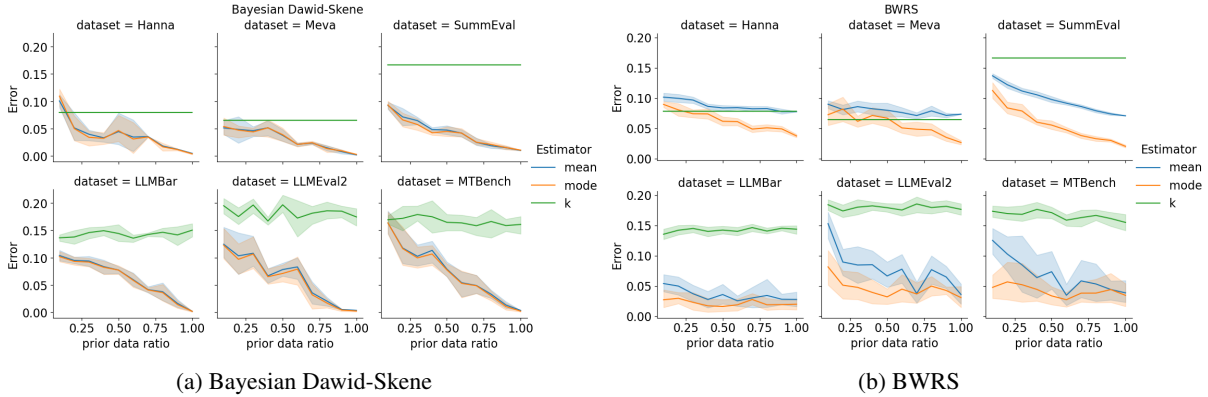 Bayesian Dawid-Skene
dataset = Hanna
dataset = Meva
dataset = SummEval
0.20
0.15
0.10
0.05
0.00
Error
dataset = LLMBar
dataset = LLMEval2
dataset = MTBench
0.20
0.15
0.10
0.05
0.00
Error
0.25 0.50 0.75 1.00
prior data ratio
0.25 0.50 0.75 1.00
prior data ratio
0.25 0.50 0.75 1.00
prior data ratio
Estimator
mean
mode
k
(a) Bayesian Dawid-Skene
BWRS
dataset = Hanna
dataset = Meva
dataset = SummEval
0.20
0.15
0.10
0.05
0.00
Error
dataset = LLMBar
dataset = LLMEval2
dataset = MTBench
0.20
0.15
0.10
0.05
0.00
Error
0.25 0.50 0.75 1.00
prior data ratio
0.25 0.50 0.75 1.00
prior data ratio
0.25 0.50 0.75 1.00
prior data ratio
Estimator
mean
mode
k
(b) BWRS